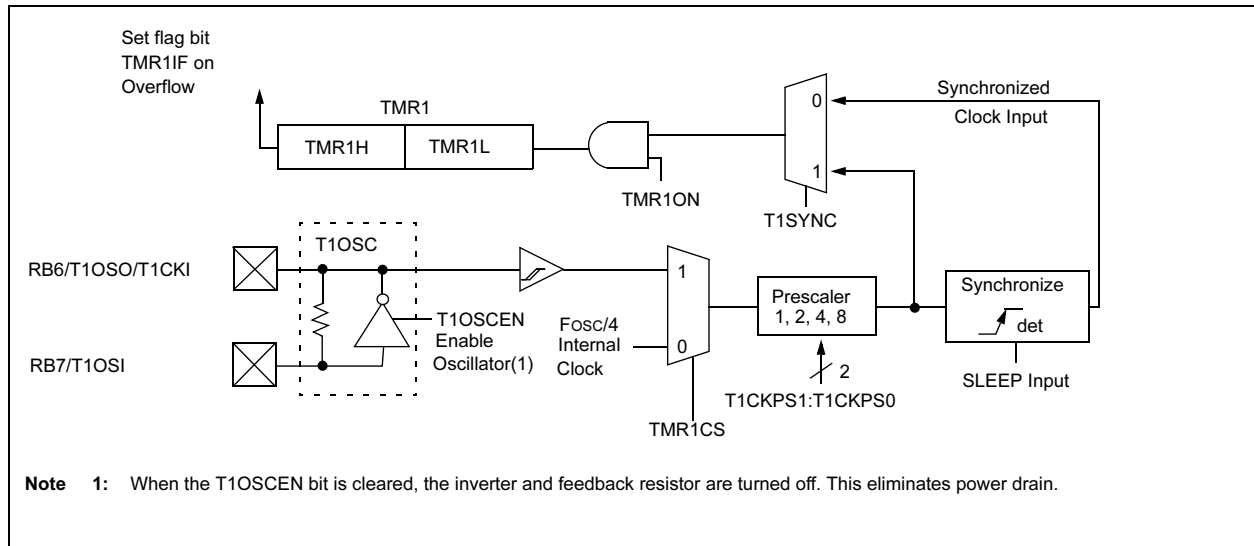 Set flag bit
TMR1IF on
Overflow
TMR1
TMR1H
TMR1L
TMR1ON
0
1
T1SYNC
Synchronized
Clock Input
RB6/T1OSO/T1CKI
RB7/T1OSI
T1OSC
T1OSCEN
Enable
Oscillator(1)
FOSC/4
Internal
Clock
1
0
TMR1CS
Prescaler
1, 2, 4, 8
2
T1CKPS1:T1CKPS0
Synchronize
det
SLEEP Input
Note 1: When the T1OSCEN bit is cleared, the inverter and feedback resistor are turned off. This eliminates power drain.